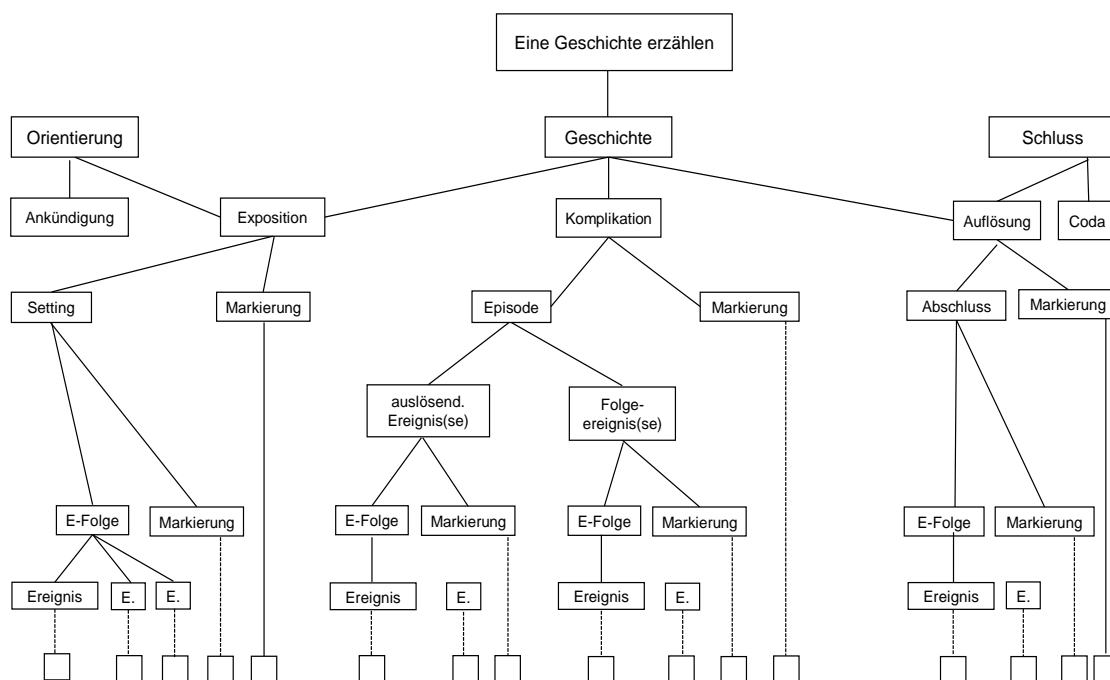 Eine Geschichte erzählen
Orientierung
Geschichte
Schluss
Ankündigung
Exposition
Komplikation
Auflösung
Coda
Setting
Markierung
Episode
Markierung
Abschluss
Markierung
auslösend.
Ereignis(se)
Folge-
ereignis(se)
E-Folge
Markierung
E-Folge
Markierung
E-Folge
Markierung
E-Folge
Markierung
Ereignis
E.
E.
Ereignis
E.
Ereignis
E.
Ereignis
E.